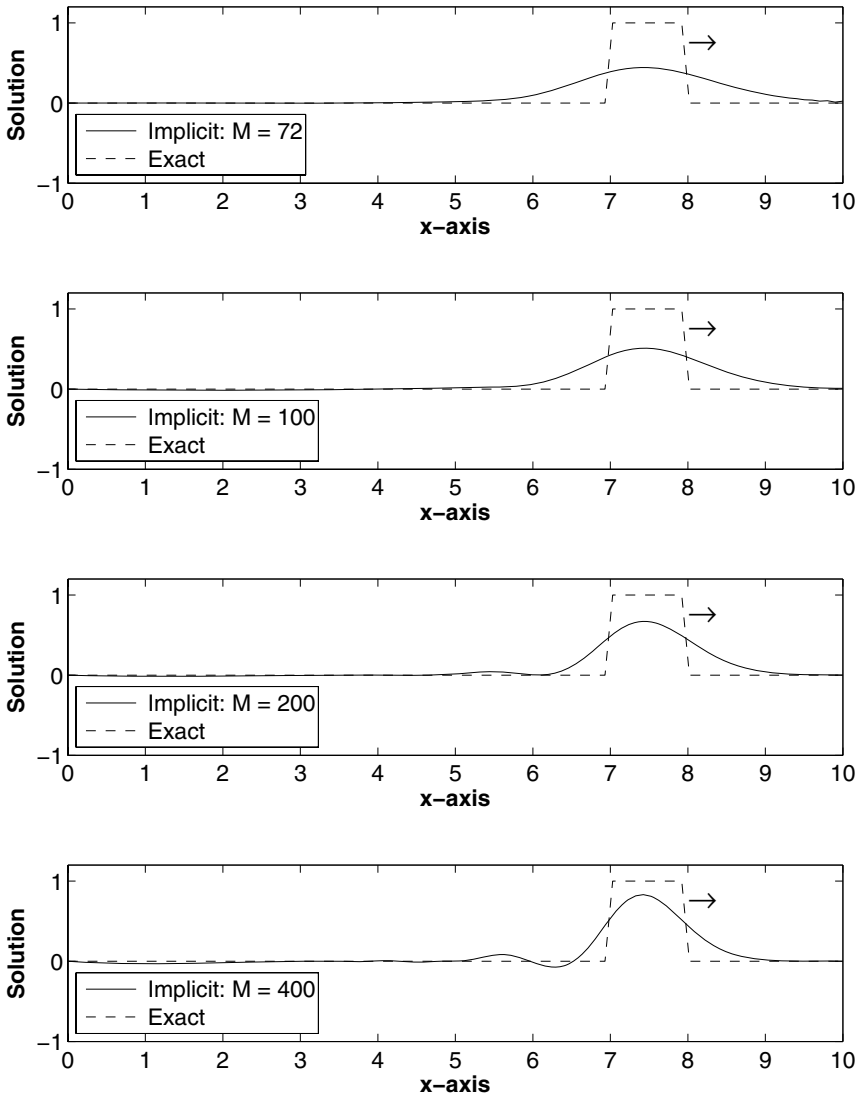 1
0
−1
Solution
Implicit: M = 72
Exact
0 1 2 3 4 5 6 7 8 9 10
x−axis
1
0
−1
Solution
Implicit: M = 100
Exact
0 1 2 3 4 5 6 7 8 9 10
x−axis
1
0
−1
Solution
Implicit: M = 200
Exact
0 1 2 3 4 5 6 7 8 9 10
x−axis
1
0
−1
Solution
Implicit: M = 400
Exact
0 1 2 3 4 5 6 7 8 9 10
x−axis